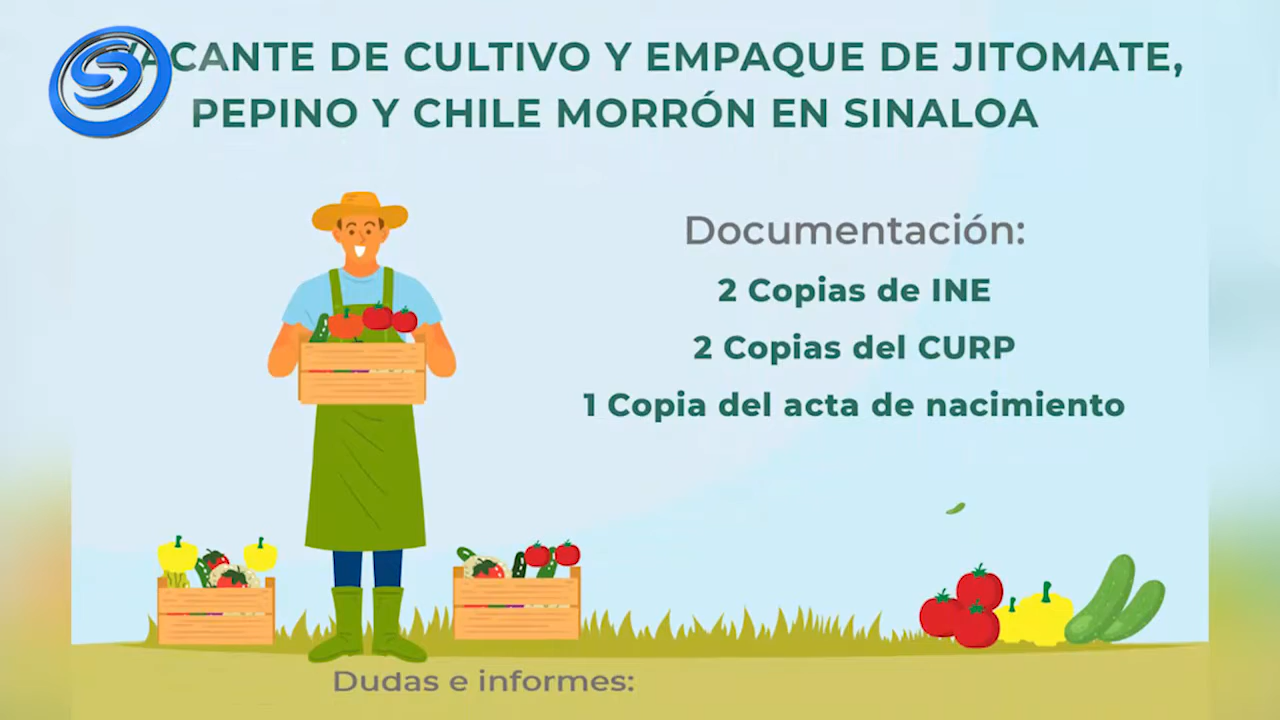 VACANTE DE CULTIVO Y EMPAQUE DE JITOMATE,
PEPINO Y CHILE MORRÓN EN SINALOA
Documentación:
2 Copias de INE
2 Copias del CURP
1 Copia del acta de nacimiento
Dudas e informes: